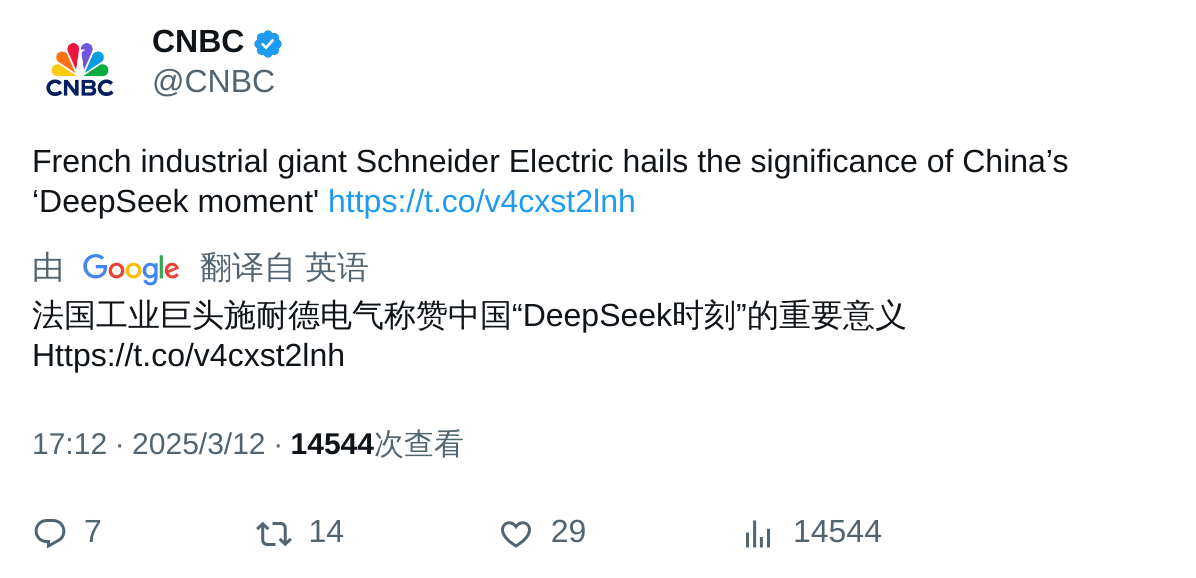 CNBC
CNBC
@CNBC
French industrial giant Schneider Electric hails the significance of China’s
‘DeepSeek moment' https://t.co/v4cxst2lnh
由 Google 翻译自 英语
法国工业巨头施耐德电气称赞中国“DeepSeek时刻”的重要意义
Https://t.co/v4cxst2lnh
17:12 · 2025/3/12 · 14544次查看
7 14 29 14544